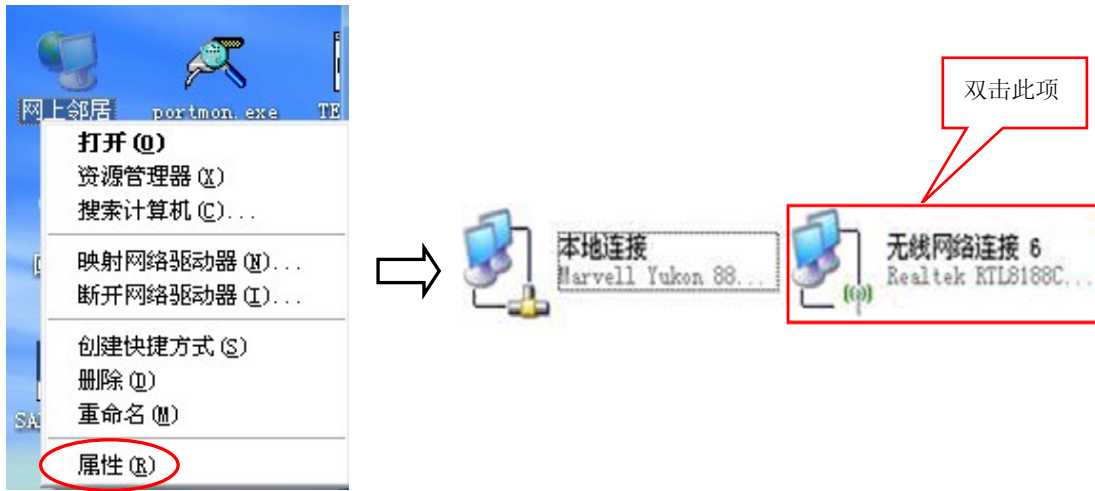 网上邻居
portmon.exe
TE
打开(O)
资源管理器(X)
搜索计算机(C)...
映射网络驱动器(N)...
断开网络驱动器(I)...
创建快捷方式(S)
删除(D)
重命名(M)
属性(R)
SA
双击此项
本地连接
Marvell Yukon 88...
无线网络连接 6
Realtek RTL8188C...